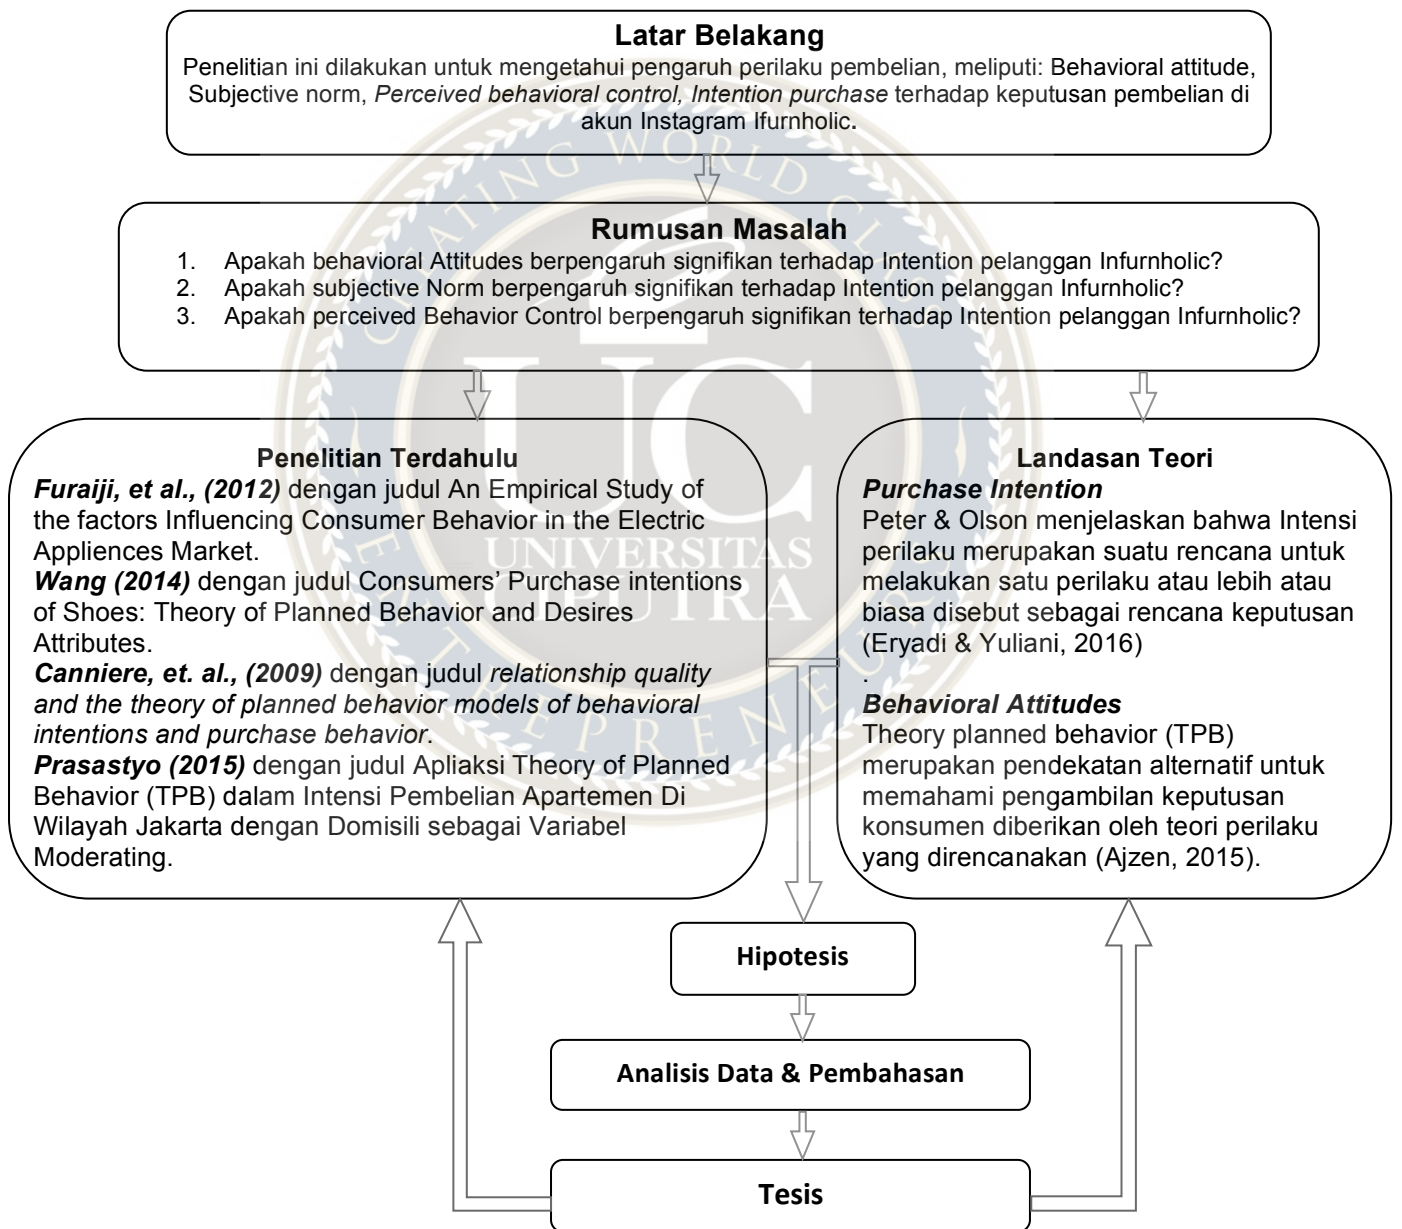 Latar Belakang
Penelitian ini dilakukan untuk mengetahui pengaruh perilaku pembelian, meliputi: Behavioral attitude,
Subjective norm, Perceived behavioral control, Intention purchase terhadap keputusan pembelian di
akun Instagram Ifurnholic.
Rumusan Masalah
1. Apakah behavioral Attitudes berpengaruh signifikan terhadap Intention pelanggan Infurnholic?
2. Apakah subjective Norm berpengaruh signifikan terhadap Intention pelanggan Infurnholic?
3. Apakah perceived Behavior Control berpengaruh signifikan terhadap Intention pelanggan Infurnholic?
Penelitian Terdahulu
Furaiji, et al., (2012) dengan judul An Empirical Study of
the factors Influencing Consumer Behavior in the Electric
Appliences Market.
Wang (2014) dengan judul Consumers’ Purchase intentions
of Shoes: Theory of Planned Behavior and Desires
Attributes.
Canniere, et. al., (2009) dengan judul relationship quality
and the theory of planned behavior models of behavioral
intentions and purchase behavior.
Prasastyo (2015) dengan judul Apliaksi Theory of Planned
Behavior (TPB) dalam Intensi Pembelian Apartemen Di
Wilayah Jakarta dengan Domisili sebagai Variabel
Moderating.
Landasan Teori
Purchase Intention
Peter & Olson menjelaskan bahwa Intensi
perilaku merupakan suatu rencana untuk
melakukan satu perilaku atau lebih atau
biasa disebut sebagai rencana keputusan
(Eryadi & Yuliani, 2016)
.
Behavioral Attitudes
Theory planned behavior (TPB)
merupakan pendekatan alternatif untuk
memahami pengambilan keputusan
konsumen diberikan oleh teori perilaku
yang direncanakan (Ajzen, 2015).
Hipotesis
Analisis Data & Pembahasan
Tesis
CREATING WORLD CLASS
UC
UNIVERSITAS
CIPUTRA
ENTREPRENEURS